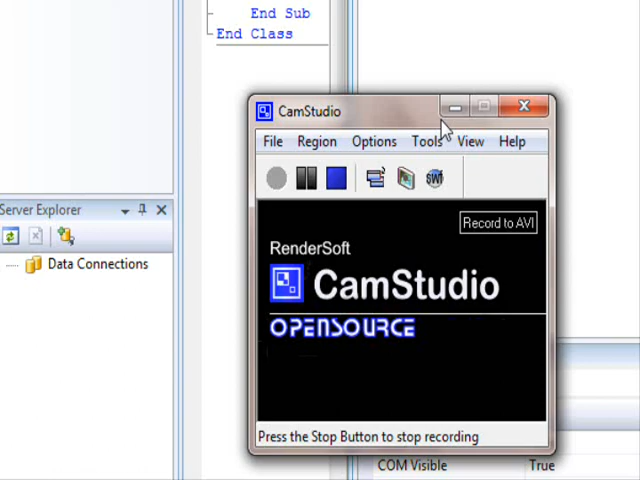 End Sub
End Class
CamStudio
File Region Options Tools View Help
SWF
Record to AVI
RenderSoft
CamStudio
OPENSOURCE
Press the Stop Button to stop recording
Server Explorer
Data Connections
COM Visible True